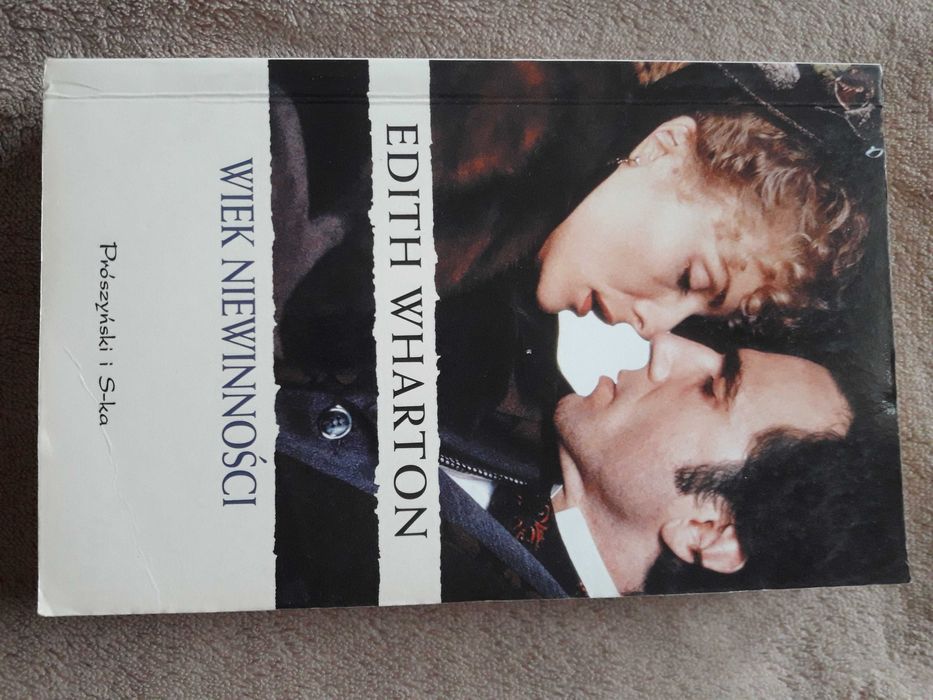 EDITH WHARTON
WIEK NIEWINNOŚCI
Prószyński i S-ka